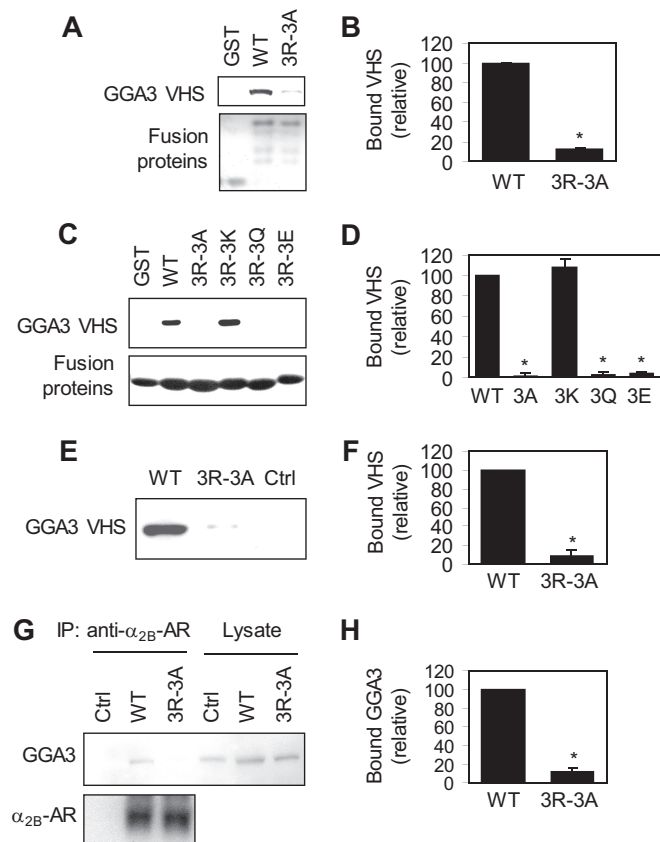 A
GST
WT
3R-3A
GGA3 VHS
Fusion
proteins
B
Bound VHS
(relative)
120
100
80
60
40
20
0
*
WT 3R-3A
C
GST
WT
3R-3A
3R-3K
3R-3Q
3R-3E
GGA3 VHS
Fusion
proteins
D
Bound VHS
(relative)
120
100
80
60
40
20
0
* * *
WT 3A 3K 3Q 3E
E
WT 3R-3A Ctrl
GGA3 VHS
F
Bound VHS
(relative)
120
100
80
60
40
20
0
*
WT 3R-3A
G
IP: anti-α2B-AR Lysate
Ctrl
WT
3R-3A
Ctrl
WT
3R-3A
GGA3
α2B-AR
H
Bound GGA3
(relative)
120
100
80
60
40
20
0
*
WT 3R-3A